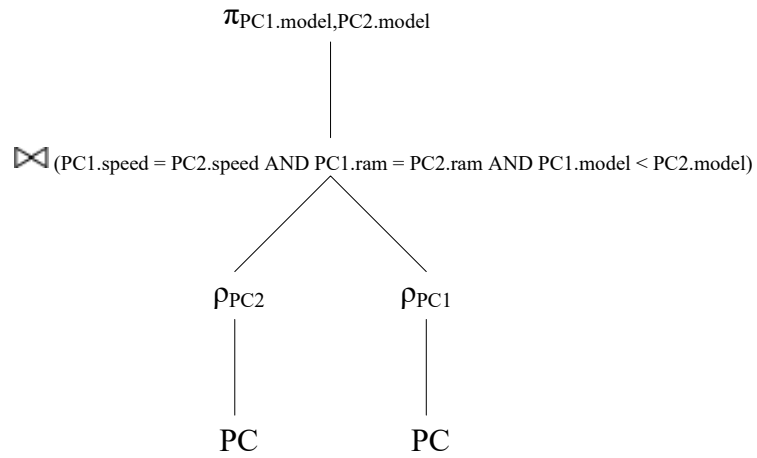 πPC1.model,PC2.model
⋈ (PC1.speed = PC2.speed AND PC1.ram = PC2.ram AND PC1.model < PC2.model)
ρPC2 ρPC1
PC PC